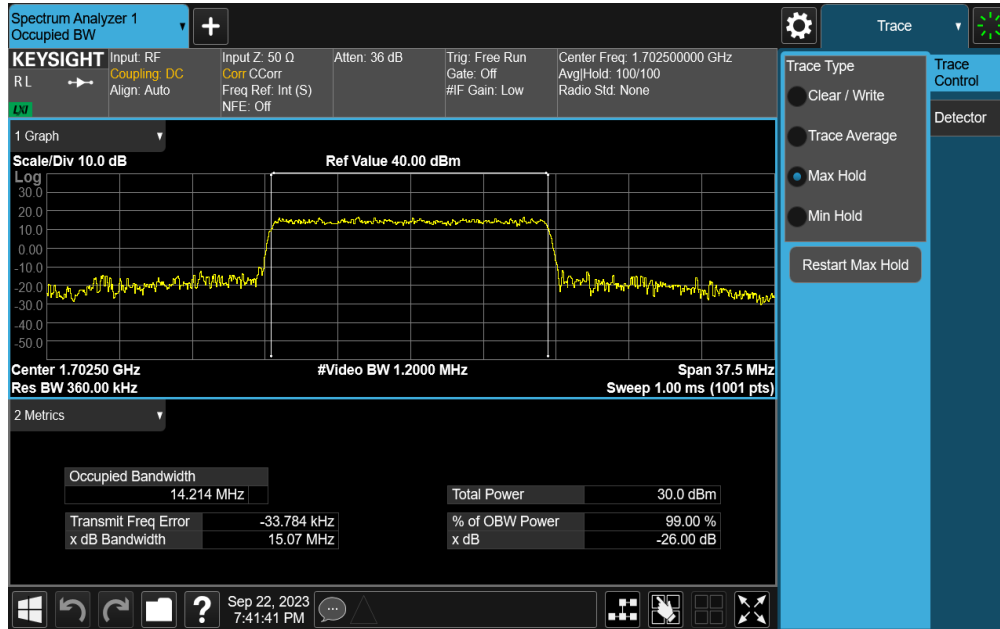 Spectrum Analyzer 1
Occupied BW
+
Trace
KEYSIGHT
R L
LXI
Input: RF
Coupling: DC
Align: Auto
Input Z: 50 Ω
Corr CCorr
Freq Ref: Int (S)
NFE: Off
Atten: 36 dB
Trig: Free Run
Gate: Off
#IF Gain: Low
Center Freq: 1.702500000 GHz
Avg|Hold: 100/100
Radio Std: None
Trace Type
Clear / Write
Trace Average
Max Hold
Min Hold
Restart Max Hold
Trace
Control
Detector
1 Graph
Scale/Div 10.0 dB
Ref Value 40.00 dBm
Log
30.0
20.0
10.0
0.00
-10.0
-20.0
-30.0
-40.0
-50.0
Center 1.70250 GHz
#Video BW 1.2000 MHz
Span 37.5 MHz
Res BW 360.00 kHz
Sweep 1.00 ms (1001 pts)
2 Metrics
Occupied Bandwidth
14.214 MHz
Total Power 30.0 dBm
Transmit Freq Error -33.784 kHz
% of OBW Power 99.00 %
x dB Bandwidth 15.07 MHz
x dB -26.00 dB
?
Sep 22, 2023
7:41:41 PM